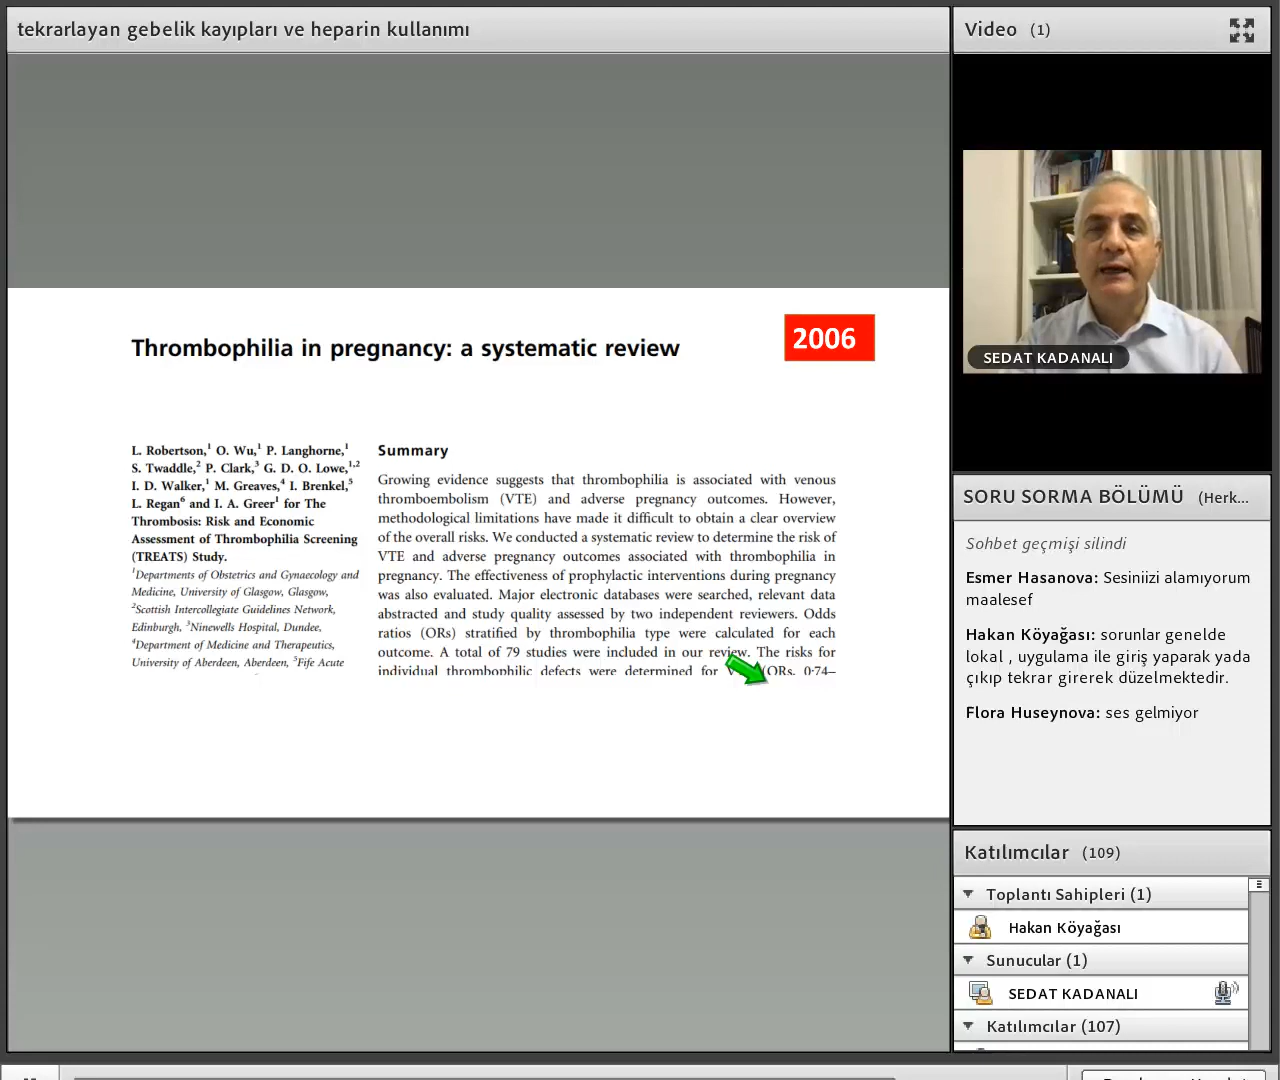 tekrarlayan gebelik kayıpları ve heparin kullanımı
Thrombophilia in pregnancy: a systematic review
2006
L. Robertson,1 O. Wu,1 P. Langhorne,1
S. Twaddle,2 P. Clark,3 G. D. O. Lowe,1,2
I. D. Walker,1 M. Greaves,4 I. Brenkel,5
L. Regan6 and I. A. Greer1 for The
Thrombosis: Risk and Economic
Assessment of Thrombophilia Screening
(TREATS) Study.
1Departments of Obstetrics and Gynaecology and
Medicine, University of Glasgow, Glasgow,
2Scottish Intercollegiate Guidelines Network,
Edinburgh, 3Ninewells Hospital, Dundee,
4Department of Medicine and Therapeutics,
University of Aberdeen, Aberdeen, 5Fife Acute
Summary
Growing evidence suggests that thrombophilia is associated with venous
thromboembolism (VTE) and adverse pregnancy outcomes. However,
methodological limitations have made it difficult to obtain a clear overview
of the overall risks. We conducted a systematic review to determine the risk of
VTE and adverse pregnancy outcomes associated with thrombophilia in
pregnancy. The effectiveness of prophylactic interventions during pregnancy
was also evaluated. Major electronic databases were searched, relevant data
abstracted and study quality assessed by two independent reviewers. Odds
ratios (ORs) stratified by thrombophilia type were calculated for each
outcome. A total of 79 studies were included in our review. The risks for
individual thrombophilic defects were determined for (ORs, 0·74–
Video (1)
SEDAT KADANALI
SORU SORMA BÖLÜMÜ (Herk...
Sohbet geçmişi silindi
Esmer Hasanova: Sesiniizi alamıyorum
maalesef
Hakan Köyağası: sorunlar genelde
lokal , uygulama ile giriş yaparak yada
çıkıp tekrar girerek düzelmektedir.
Flora Huseynova: ses gelmiyor
Katılımcılar (109)
Toplantı Sahipleri (1)
Hakan Köyağası
Sunucular (1)
SEDAT KADANALI
Katılımcılar (107)